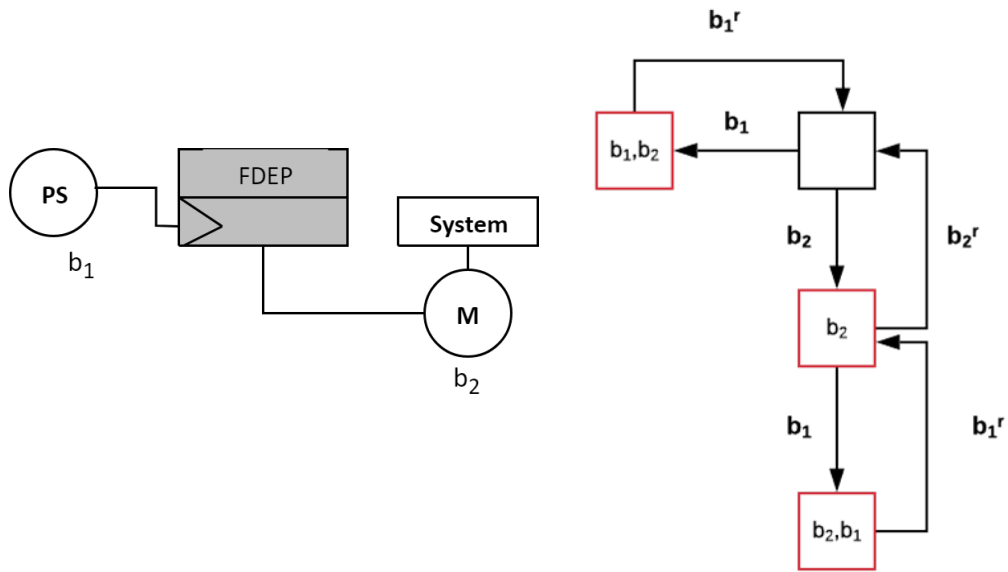 PS
b₁
FDEP
System
M
b₂
b₁ʳ
b₁
b₁,b₂
b₂
b₂ʳ
b₂
b₁
b₁ʳ
b₂,b₁